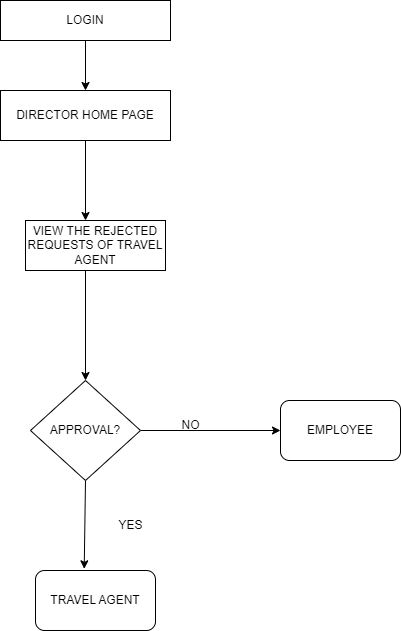 LOGIN
DIRECTOR HOME PAGE
VIEW THE REJECTED
REQUESTS OF TRAVEL
AGENT
APPROVAL?
NO
EMPLOYEE
YES
TRAVEL AGENT